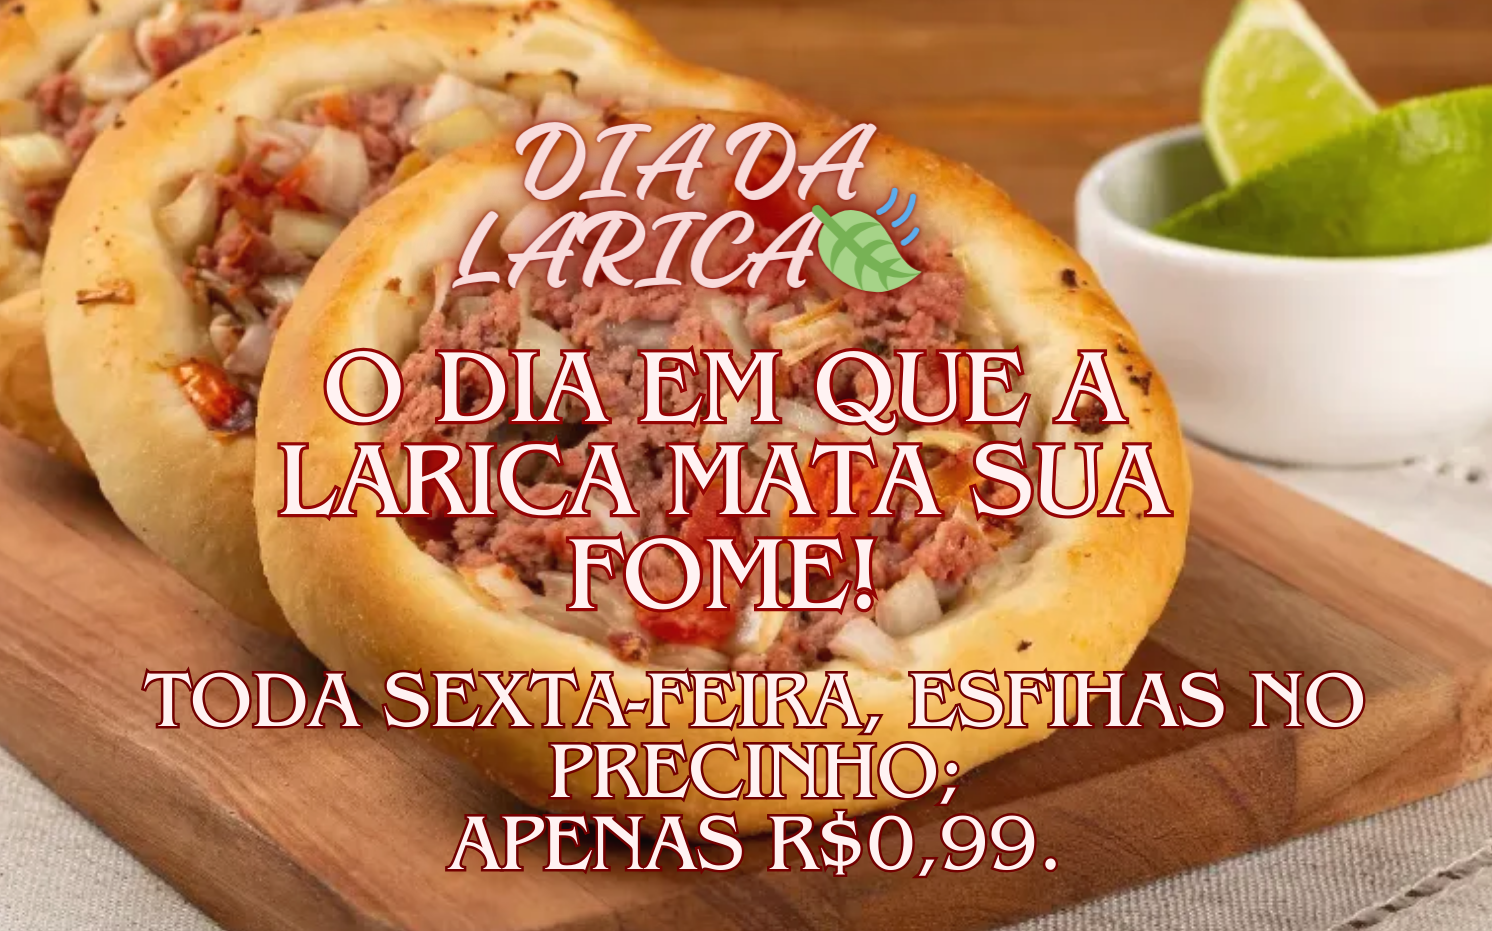 DIA DA
LARICA
O DIA EM QUE A
LARICA MATA SUA
FOME!
TODA SEXTA-FEIRA, ESFIHAS NO
PRECINHO;
APENAS R$0,99.